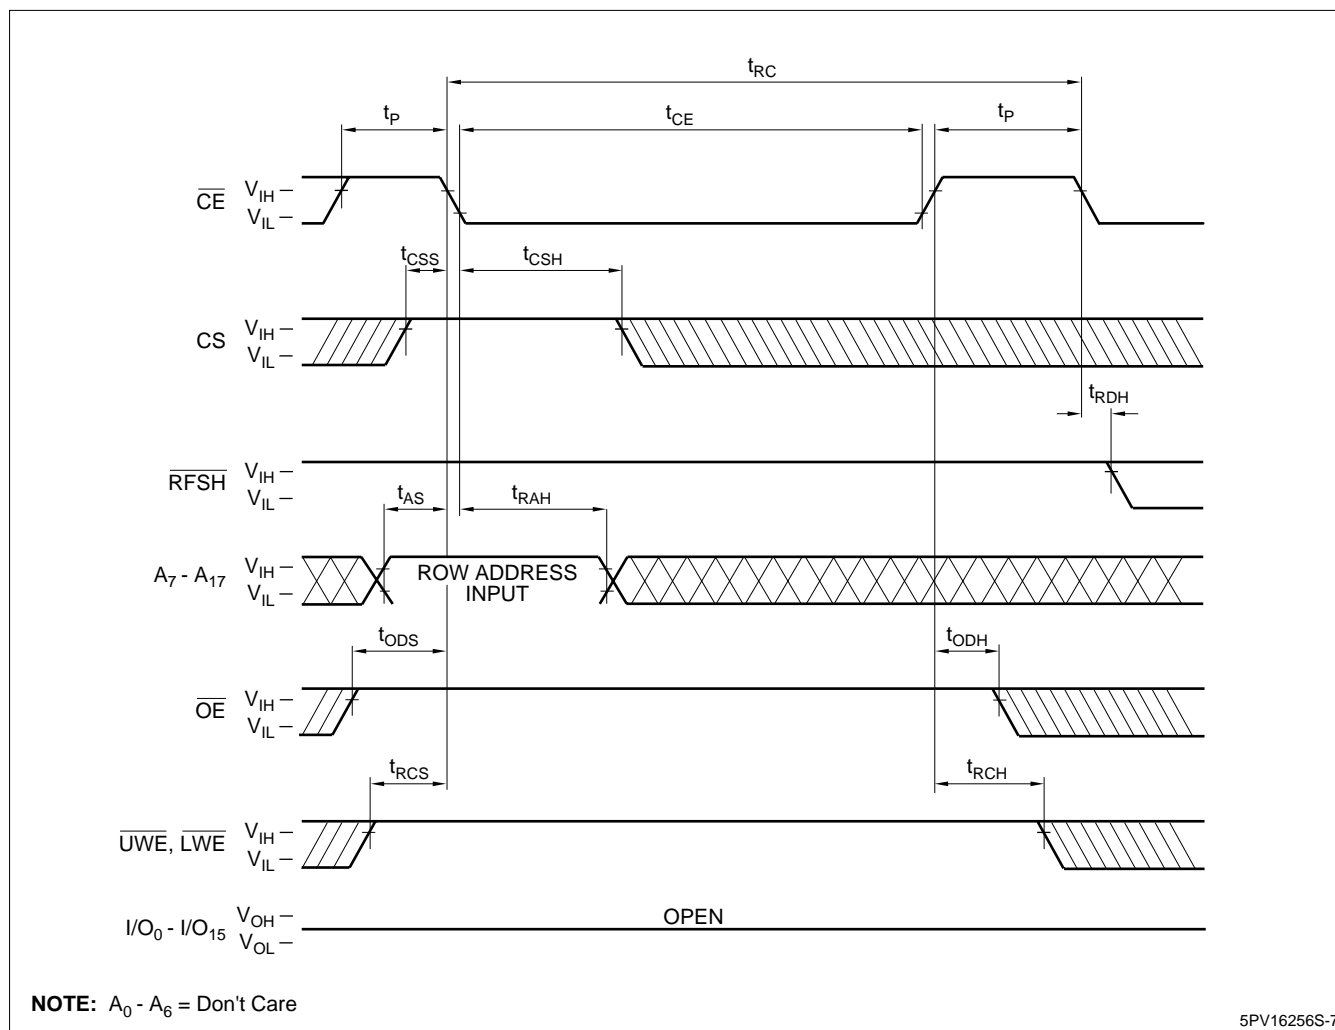 tRC
tP tCE tP
CE VIH
VIL
tCSS tCSH
CS VIH
VIL
tRDH
RFSH VIH
VIL
tAS tRAH
A7 - A17 VIH
VIL
ROW ADDRESS
INPUT
tODS tODH
OE VIH
VIL
tRCS tRCH
UWE, LWE VIH
VIL
I/O0 - I/O15 VOH
VOL
OPEN
NOTE: A0 - A6 = Don't Care
5PV16256S-7